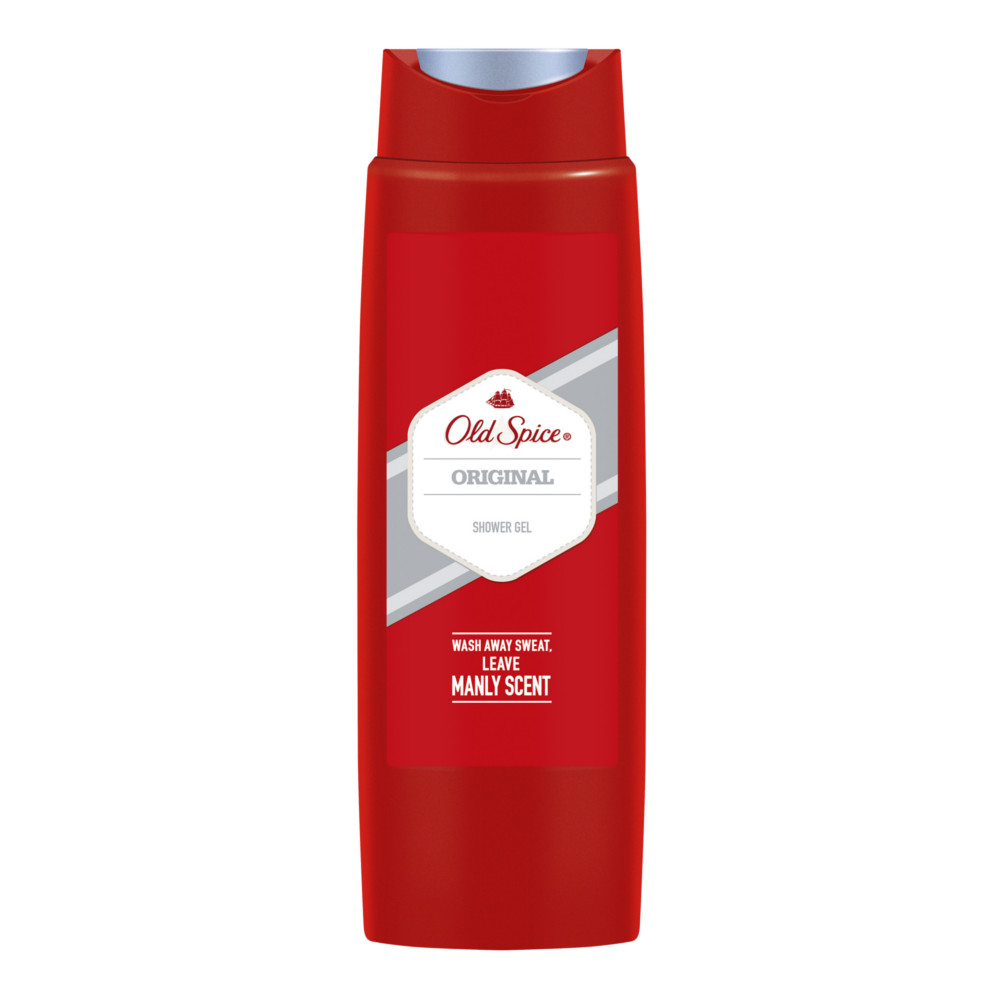 Old Spice®
ORIGINAL
SHOWER GEL
WASH AWAY SWEAT,
LEAVE
MANLY SCENT